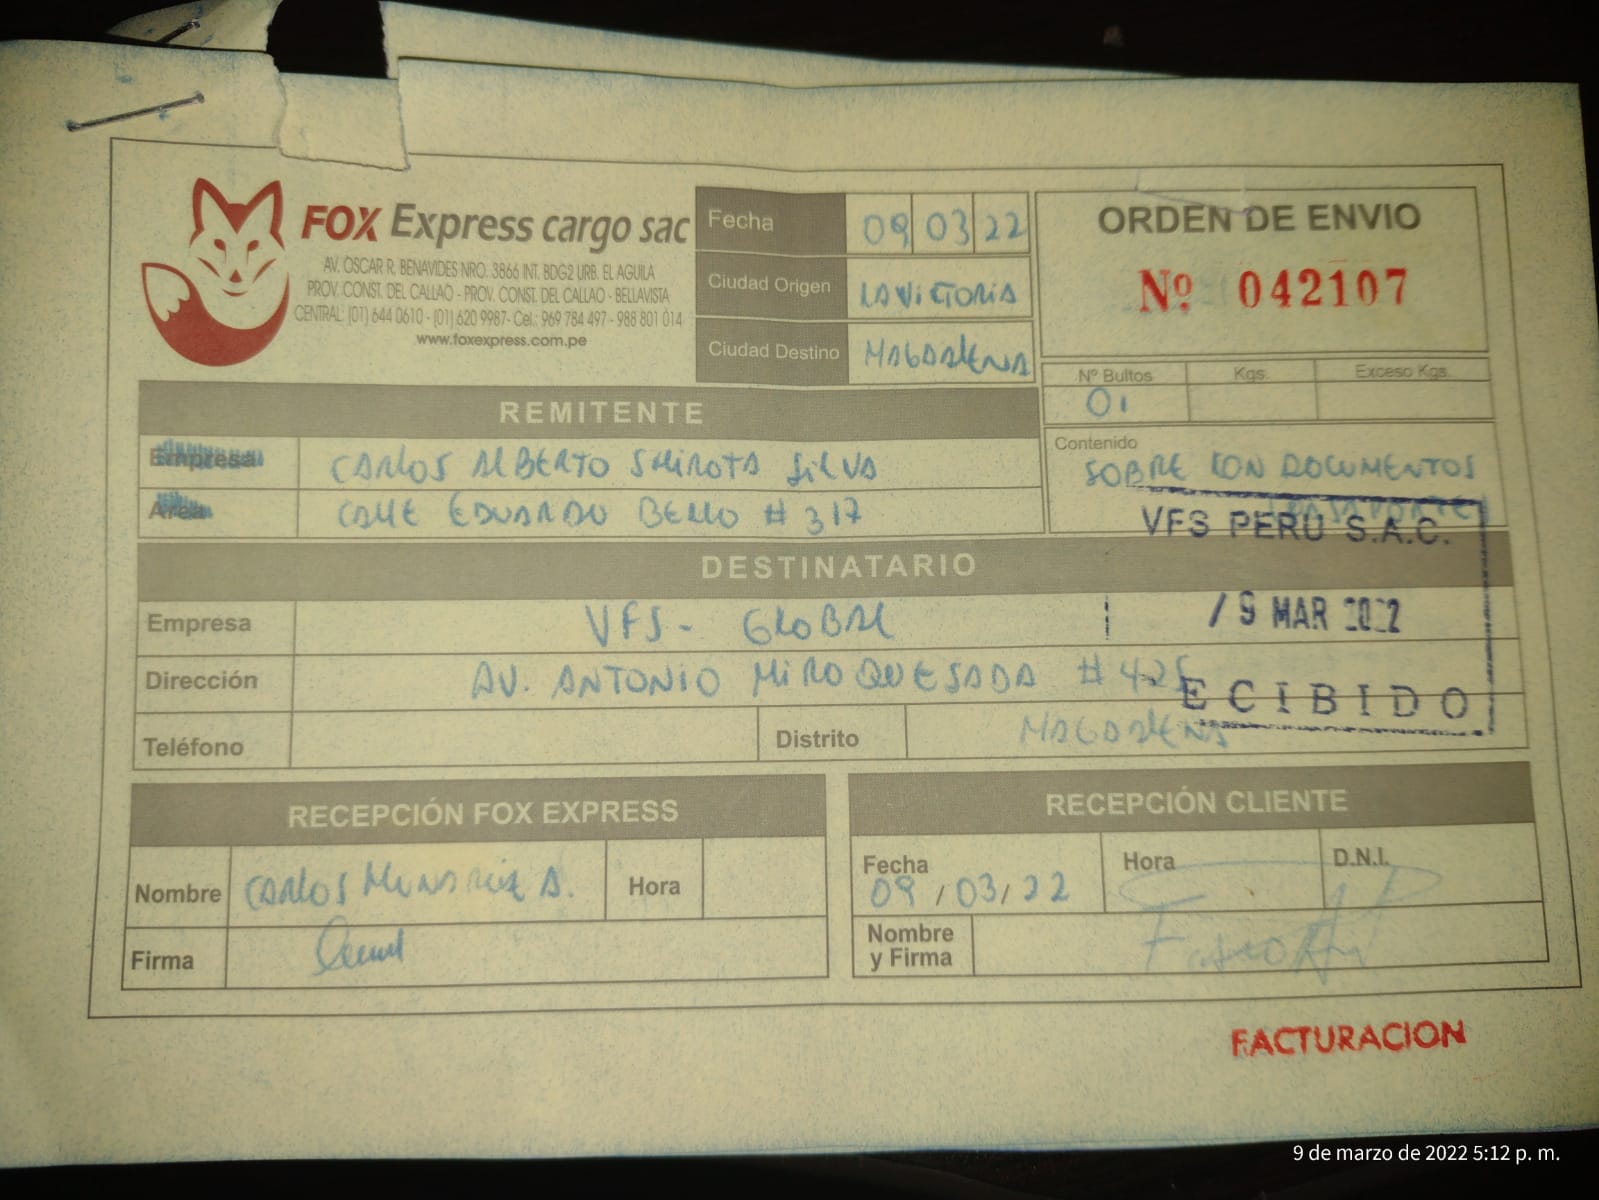 FOX Express cargo sac
AV. OSCAR R. BENAVIDES NRO. 3866 INT. BDG2 URB. EL AGUILA
PROV. CONST. DEL CALLAO - PROV. CONST. DEL CALLAO - BELLAVISTA
CENTRAL: (01) 644 0610 - (01) 620 9987- Cel.: 969 784 497 - 988 801 014
www.foxexpress.com.pe
Fecha 09 03 22
Ciudad Origen LA VICTORIA
Ciudad Destino MAGDALENA
ORDEN DE ENVIO
Nº 042107
Nº Bultos Kgs. Exceso Kgs.
01
Contenido
SOBRE CON DOCUMENTOS
PASAPORTE
REMITENTE
Empresa CARLOS ALBERTO SHIROTA SILVA
Area CALLE EDUARDO BELLO # 317
VFS PERU S.A.C.
DESTINATARIO
Empresa VFS - GLOBAL
/ 9 MAR 2022
Dirección AV. ANTONIO MIRO QUESADA # 425
ECIBIDO
Teléfono Distrito MAGDALENA
RECEPCIÓN FOX EXPRESS
Nombre CARLOS A. Hora
Firma
RECEPCIÓN CLIENTE
Fecha Hora D.N.I.
09/03/22
Nombre
y Firma
FACTURACION
9 de marzo de 2022 5:12 p. m.